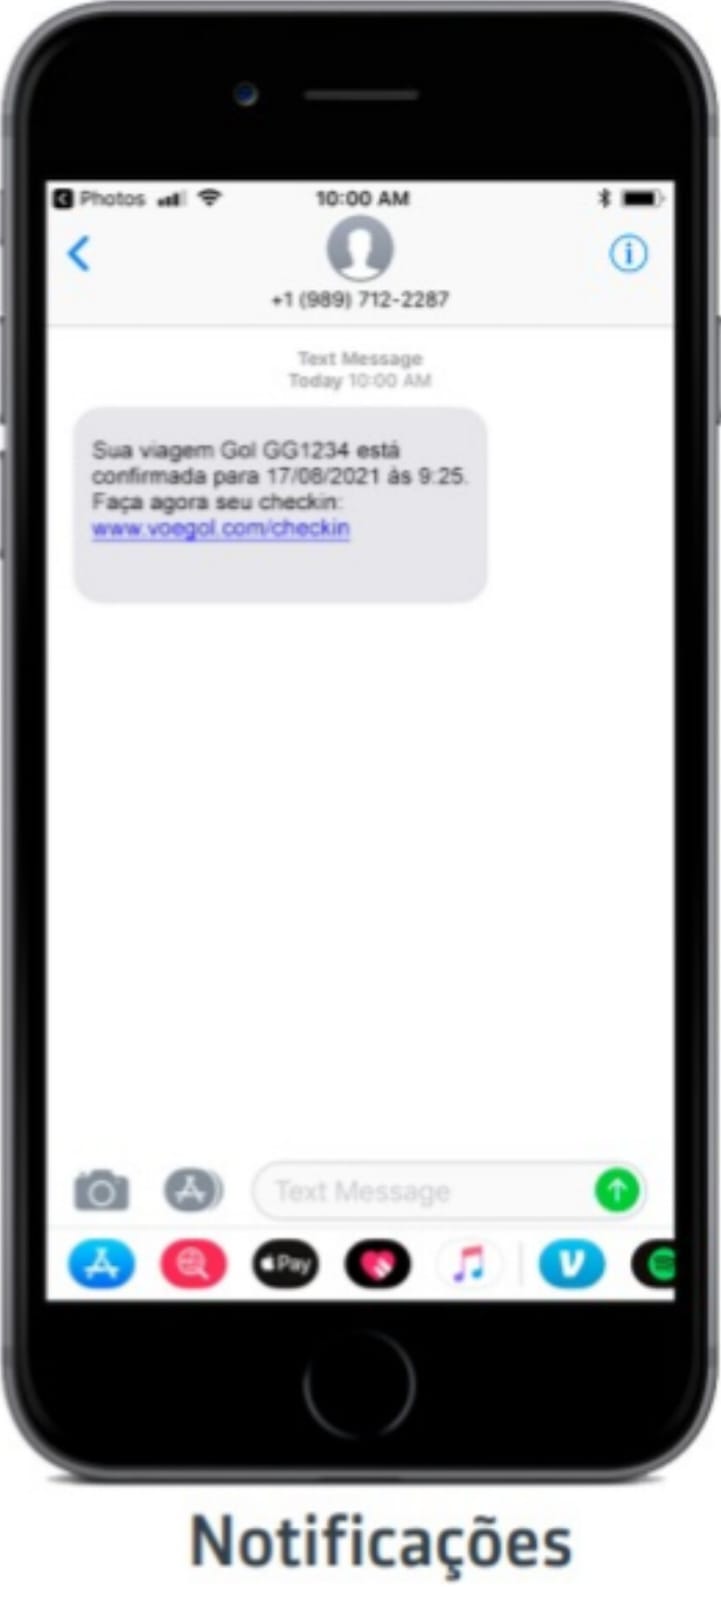 Photos
10:00 AM
+1 (989) 712-2287
Text Message
Today 10:00 AM
Sua viagem Gol GG1234 está
confirmada para 17/08/2021 às 9:25.
Faça agora seu checkin:
www.voegol.com/checkin
Text Message
Pay
Notificações